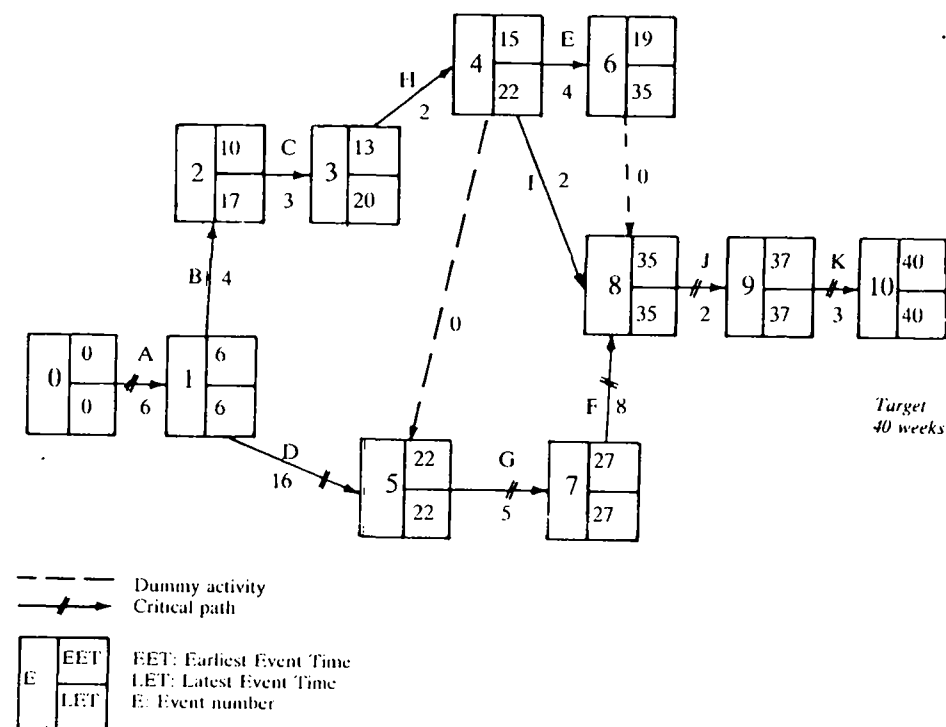 4 15 E 6 19
22 4 35
H
2
2 10 C 3 13
17 3 20
I 2 0
B 4
8 35 J 9 37 K 10 40
35 2 37 3 40
0
0 0 A 1 6
0 6 6
F 8
Target
40 weeks
D
16
5 22 G 7 27
22 5 27
Dummy activity
Critical path
E EET
LET
EET: Earliest Event Time
LET: Latest Event Time
E: Event number